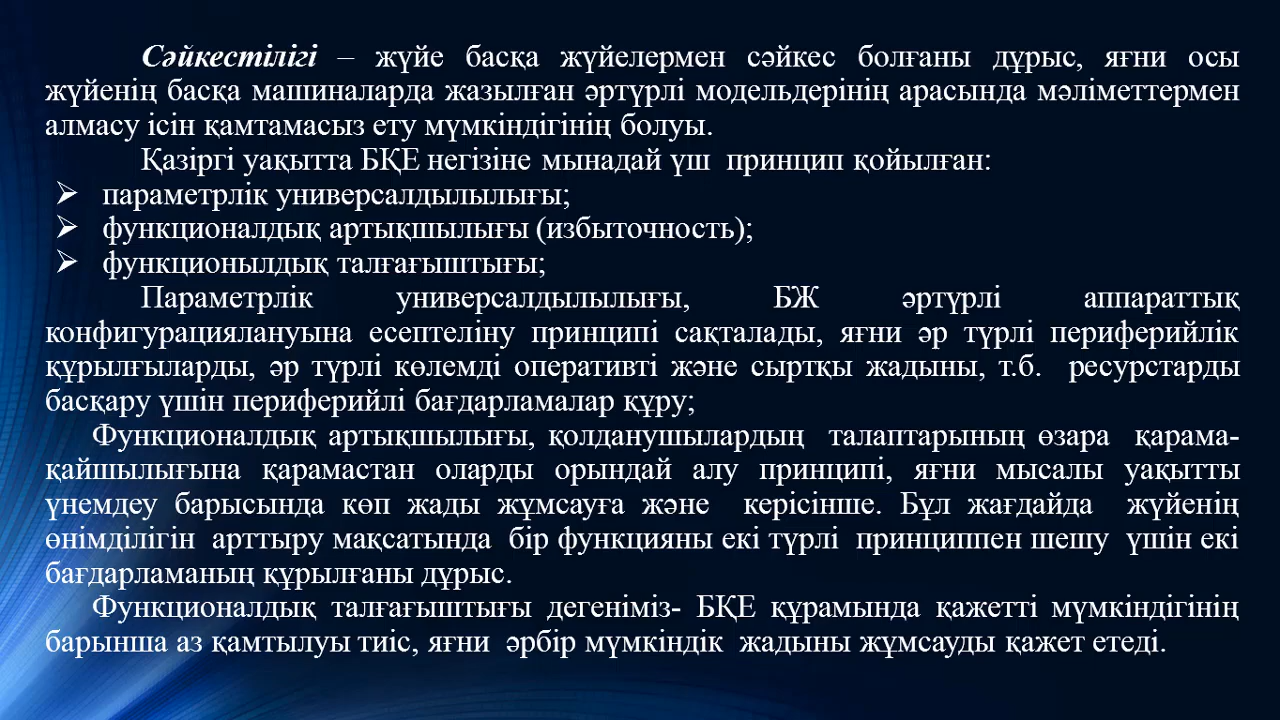 Сәйкестілігі – жүйе басқа жүйелермен сәйкес болғаны дұрыс, яғни осы
жүйенің басқа машиналарда жазылған әртүрлі модельдерінің арасында мәліметтермен
алмасу ісін қамтамасыз ету мүмкіндігінің болуы.
Қазіргі уақытта БҚЕ негізіне мынадай үш принцип қойылған:
➢ параметрлік универсалдылылығы;
➢ функционалдық артықшылығы (избыточность);
➢ функционылдық талғағыштығы;
Параметрлік универсалдылылығы, БЖ әртүрлі аппараттық
конфигурациялануына есептеліну принципі сақталады, яғни әр түрлі периферийлік
құрылғыларды, әр түрлі көлемді оперативті және сыртқы жадыны, т.б. ресурстарды
басқару үшін периферийлі бағдарламалар құру;
Функционалдық артықшылығы, қолданушылардың талаптарының өзара қарама-
қайшылығына қарамастан оларды орындай алу принципі, яғни мысалы уақытты
үнемдеу барысында көп жады жұмсауға және керісінше. Бұл жағдайда жүйенің
өнімділігін арттыру мақсатында бір функцияны екі түрлі принциппен шешу үшін екі
бағдарламаның құрылғаны дұрыс.
Функционалдық талғағыштығы дегеніміз- БҚЕ құрамында қажетті мүмкіндігінің
барынша аз қамтылуы тиіс, яғни әрбір мүмкіндік жадыны жұмсауды қажет етеді.